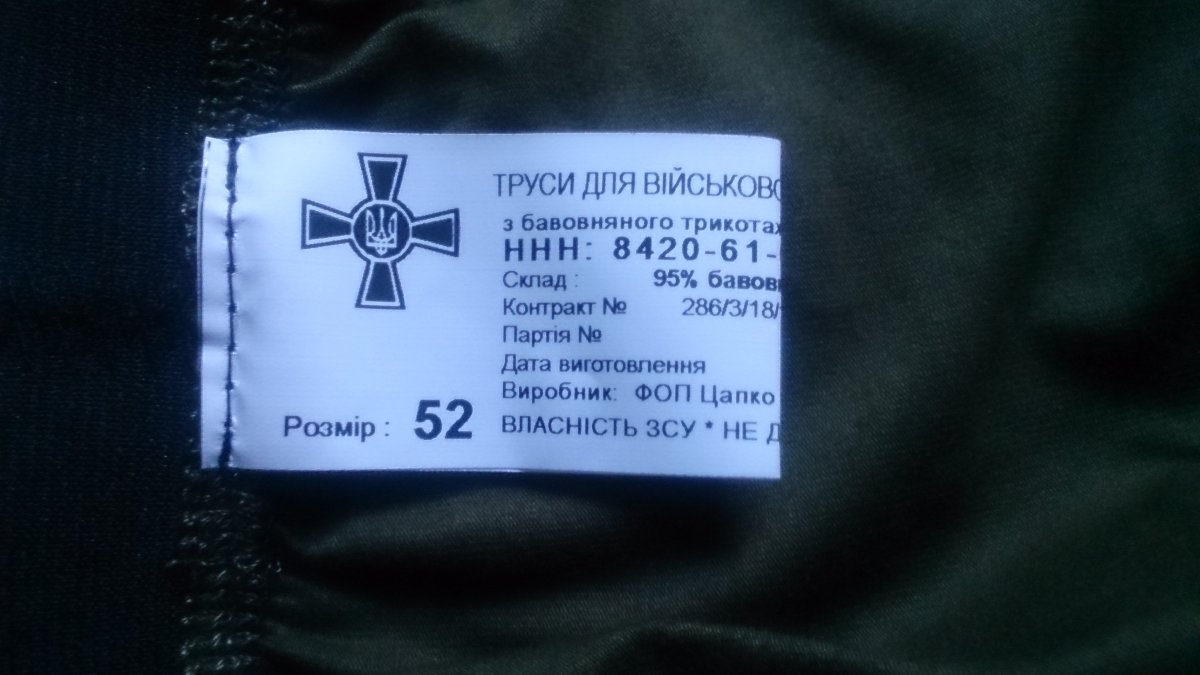 ТРУСИ ДЛЯ ВІЙСЬКОВО
з бавовняного трикота
ННН: 8420-61-
Склад : 95% бавов
Контракт № 286/3/18/
Партія №
Дата виготовлення
Виробник: ФОП Цапко
Розмір : 52
ВЛАСНІСТЬ ЗСУ * НЕ Д